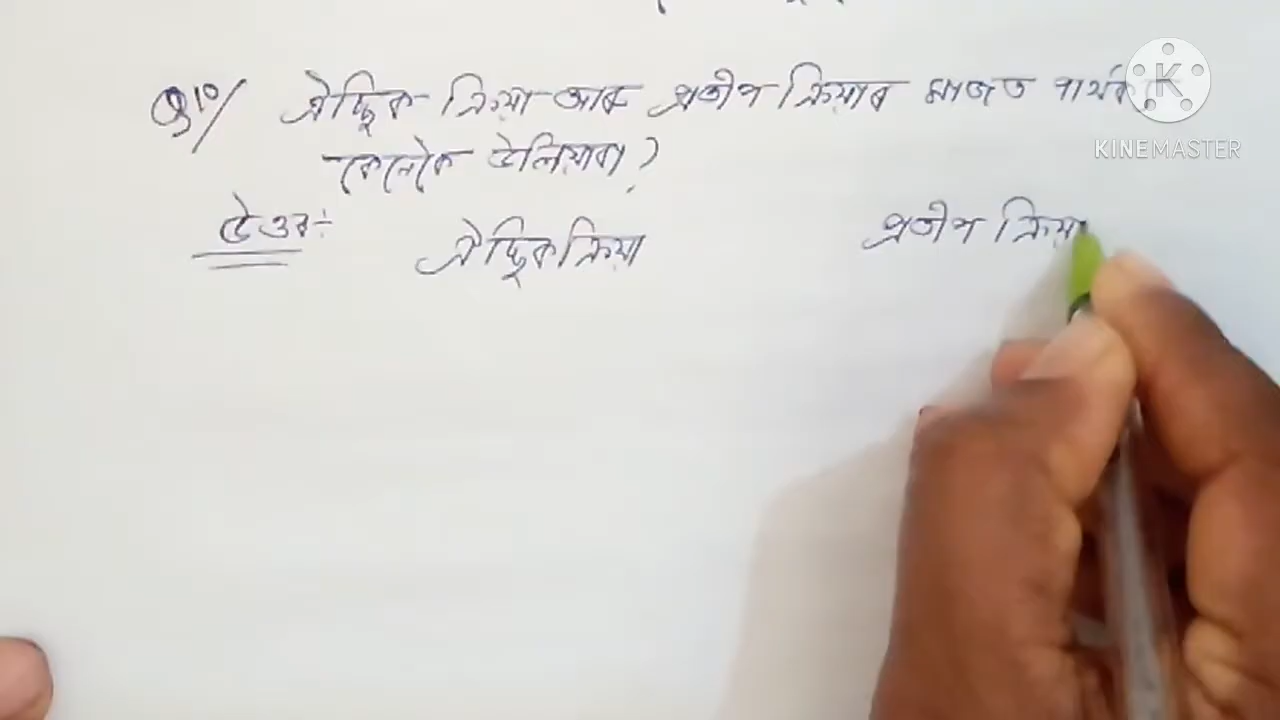 Q10/ ঐচ্ছিক ক্ৰিয়া আৰু প্ৰতীপ ক্ৰিয়াৰ মাজত পাৰ্থক্য
কেনেকৈ উলিয়াবা?
উত্তৰঃ ঐচ্ছিক ক্ৰিয়া প্ৰতীপ ক্ৰিয়া
KINEMASTER